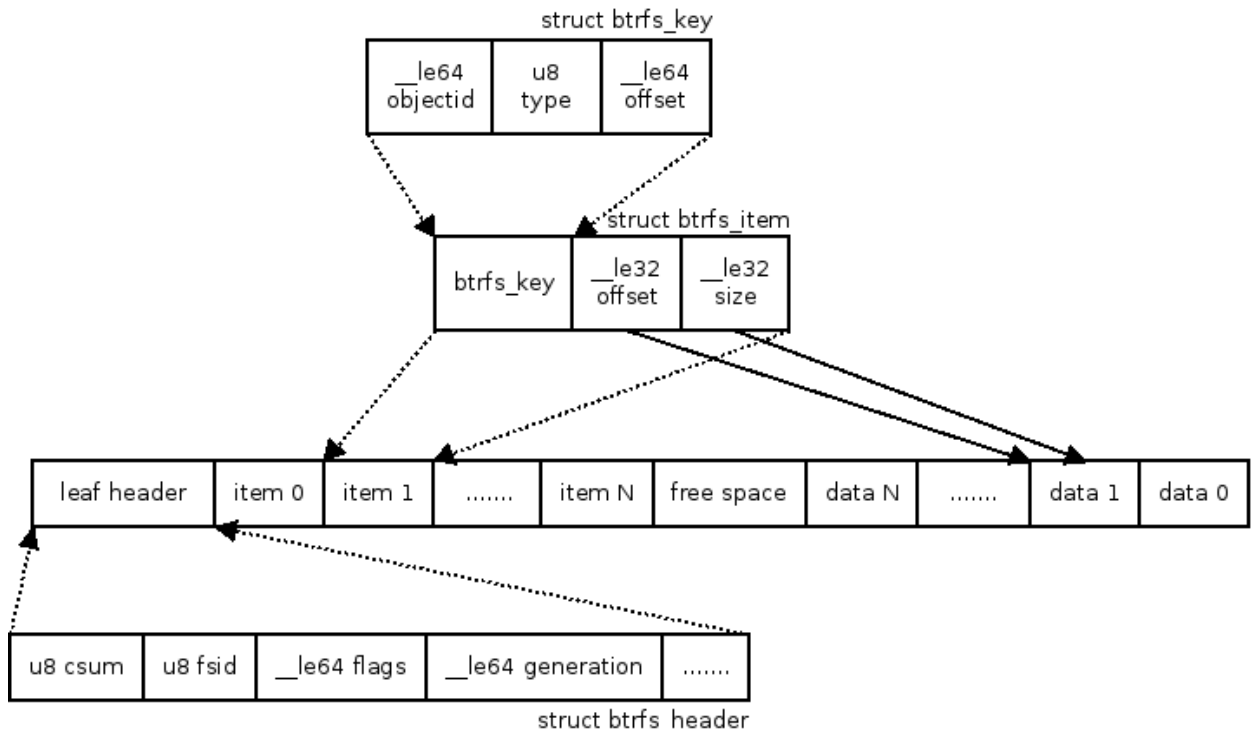 struct btrfs_key
__le64 objectid
u8 type
__le64 offset
struct btrfs_item
btrfs_key
__le32 offset
__le32 size
leaf header
item 0
item 1
.......
item N
free space
data N
.......
data 1
data 0
u8 csum
u8 fsid
__le64 flags
__le64 generation
.......
struct btrfs_header